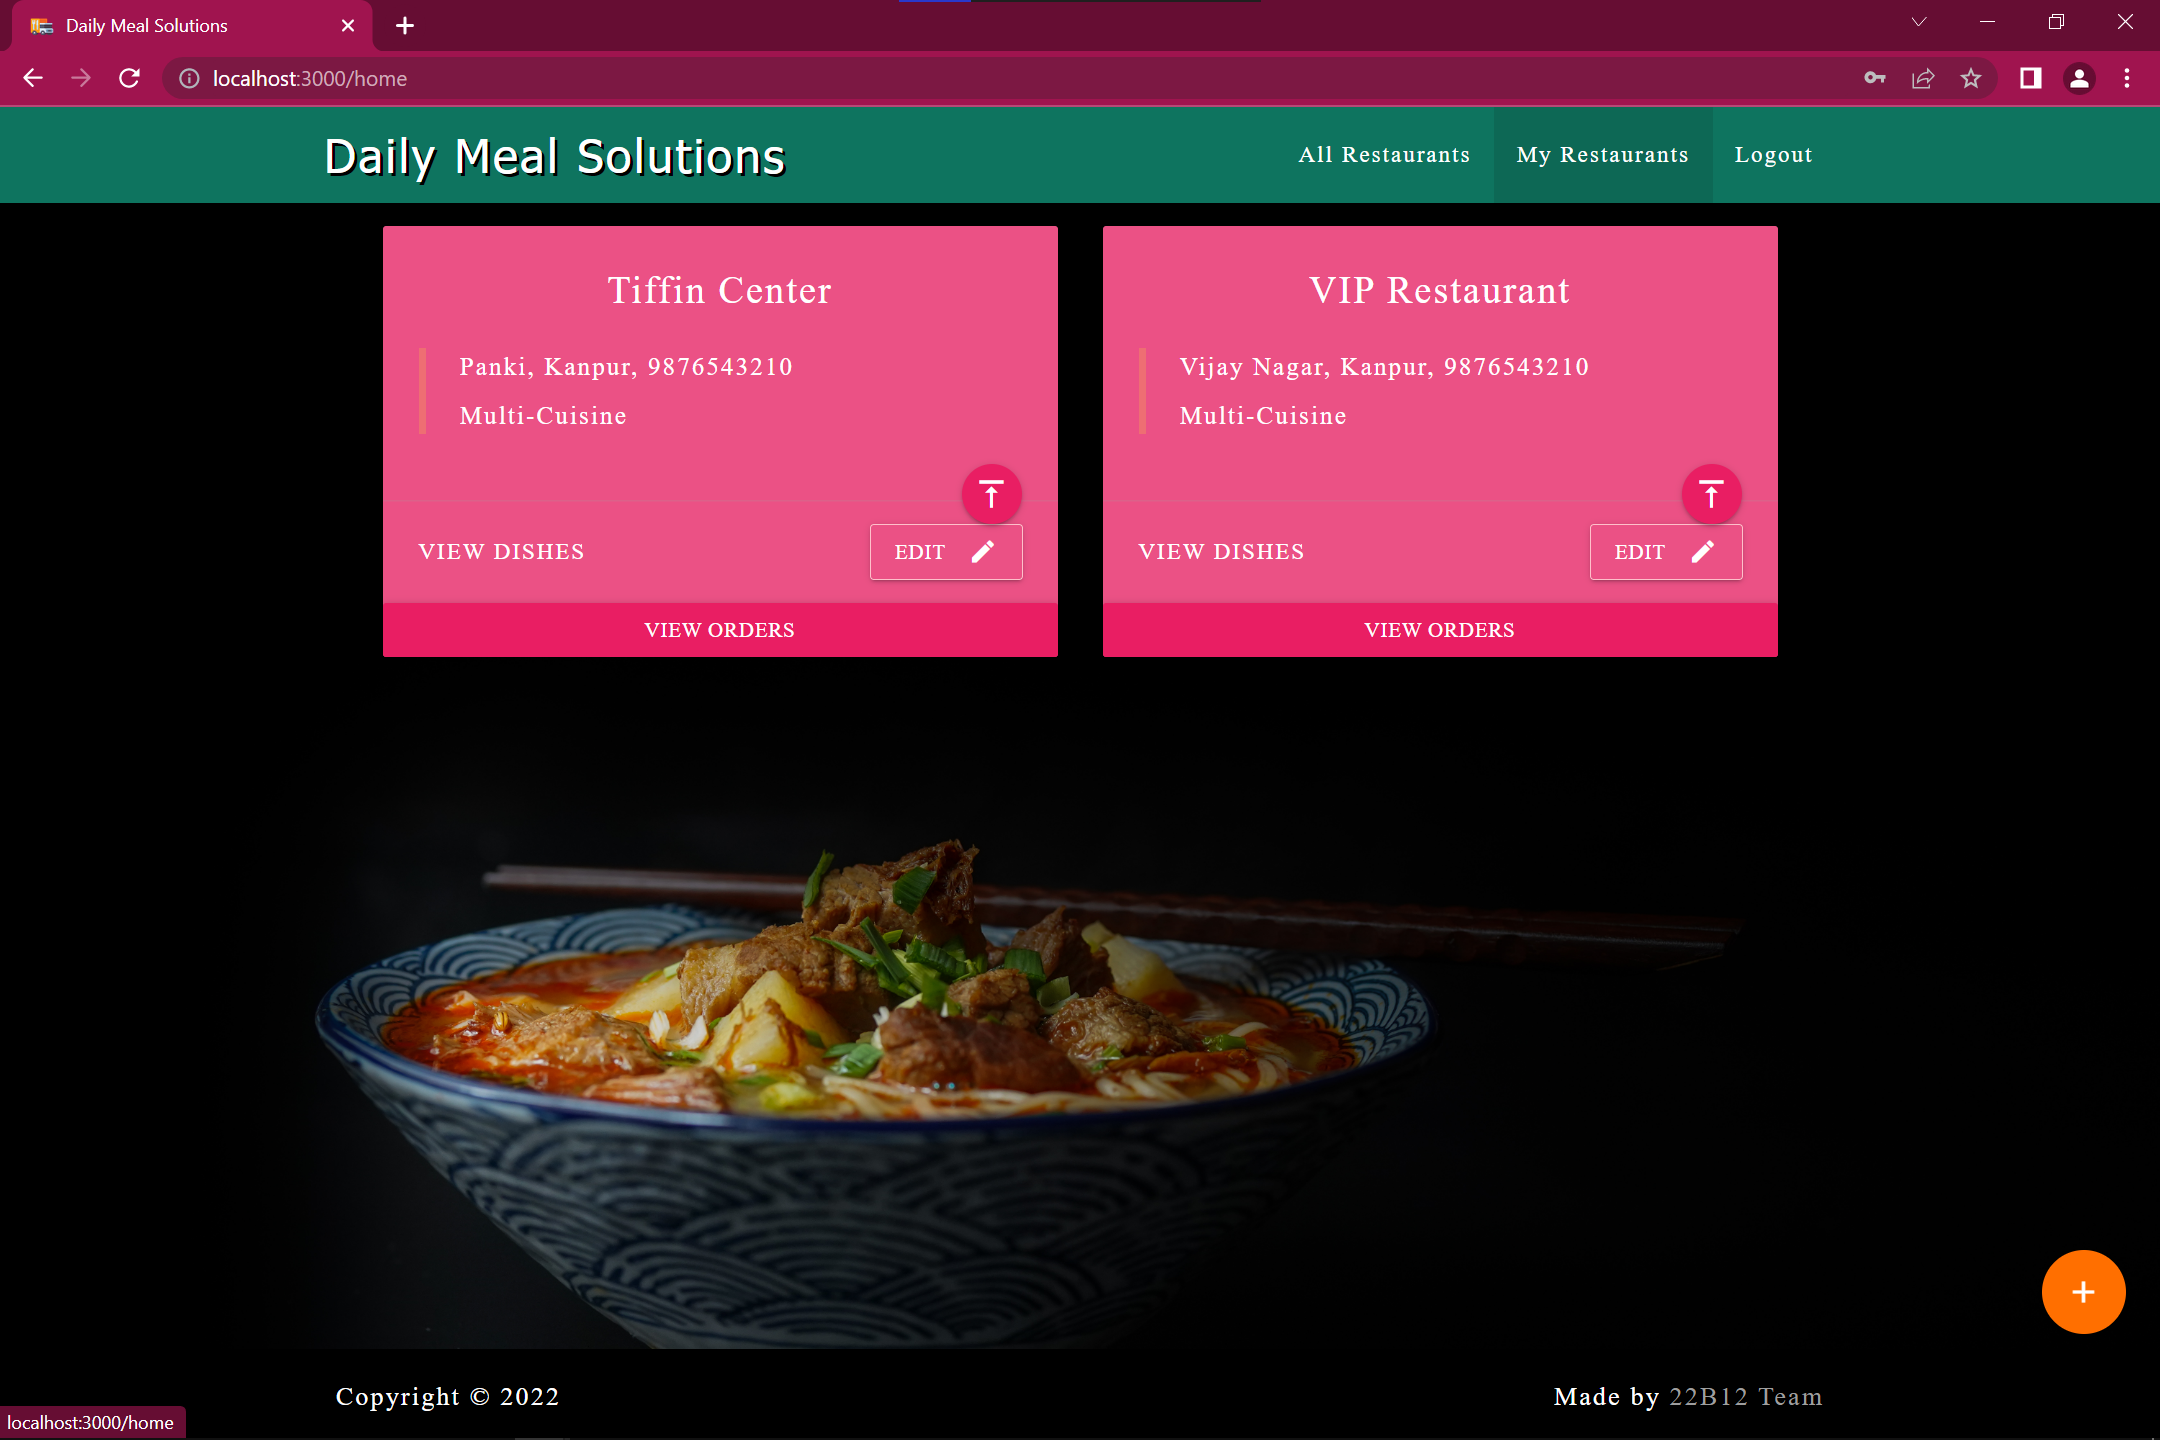 Daily Meal Solutions
localhost:3000/home
Daily Meal Solutions
All Restaurants My Restaurants Logout
Tiffin Center
Panki, Kanpur, 9876543210
Multi-Cuisine
VIEW DISHES EDIT
VIEW ORDERS
VIP Restaurant
Vijay Nagar, Kanpur, 9876543210
Multi-Cuisine
VIEW DISHES EDIT
VIEW ORDERS
+
Copyright © 2022 Made by 22B12 Team
localhost:3000/home